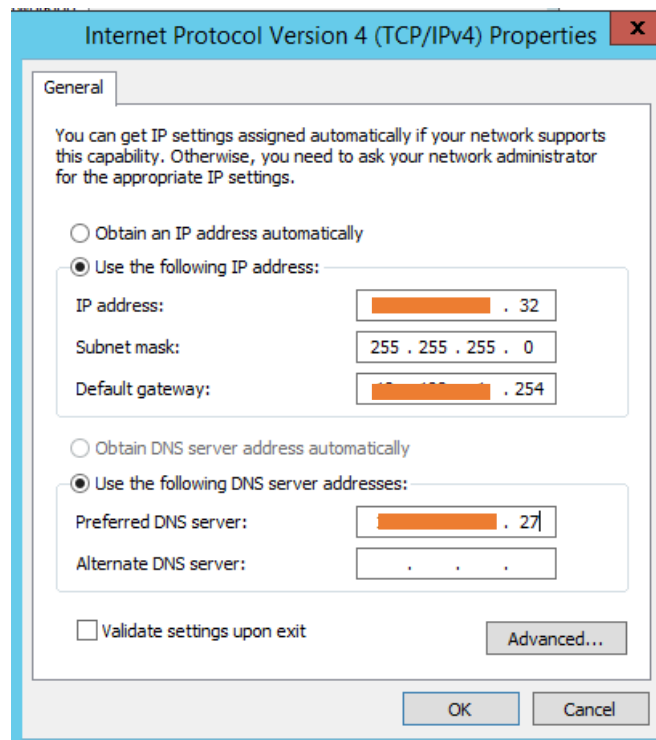 Internet Protocol Version 4 (TCP/IPv4) Properties
x
General
You can get IP settings assigned automatically if your network supports
this capability. Otherwise, you need to ask your network administrator
for the appropriate IP settings.
Obtain an IP address automatically
Use the following IP address:
IP address: . 32
Subnet mask: 255 . 255 . 255 . 0
Default gateway: . 254
Obtain DNS server address automatically
Use the following DNS server addresses:
Preferred DNS server: . 27
Alternate DNS server: . . .
Validate settings upon exit
Advanced...
OK Cancel